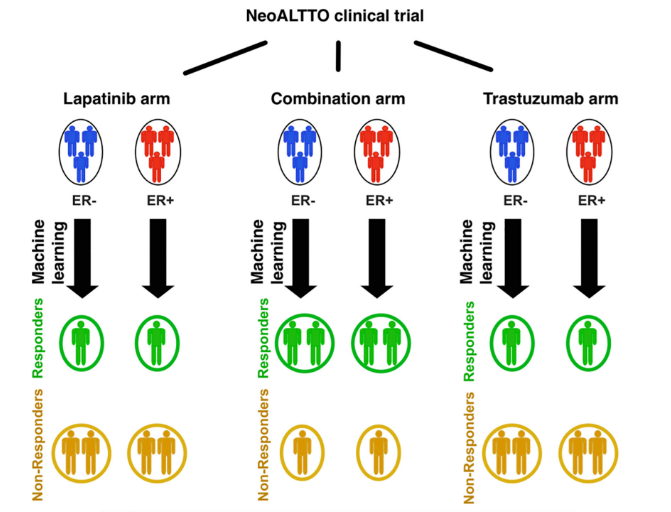 NeoALTTO clinical trial
Lapatinib arm
Combination arm
Trastuzumab arm
ER-
ER+
ER-
ER+
ER-
ER+
Machine
learning
Machine
learning
Machine
learning
Responders
Responders
Responders
Non-Responders
Non-Responders
Non-Responders